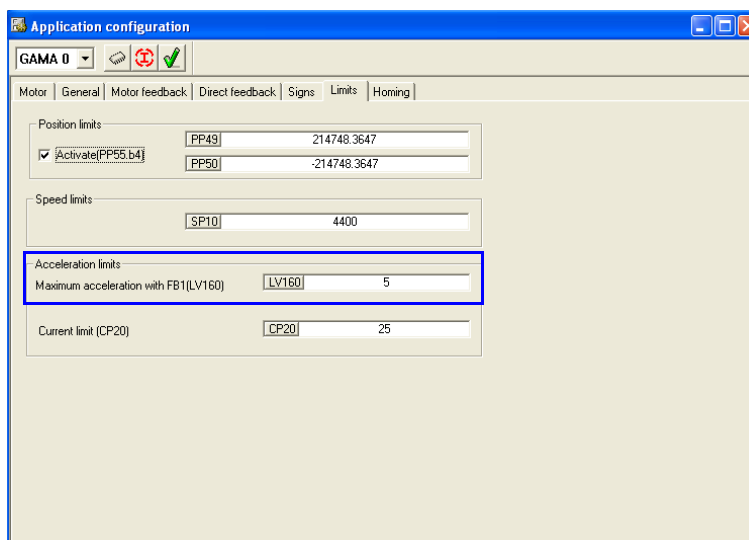 Application configuration
GAMA 0
Motor General Motor feedback Direct feedback Signs Limits Homing
Position limits
Activate(PP55.b4)
PP49 214748.3647
PP50 -214748.3647
Speed limits
SP10 4400
Acceleration limits
Maximum acceleration with FB1(LV160) LV160 5
Current limit (CP20) CP20 25